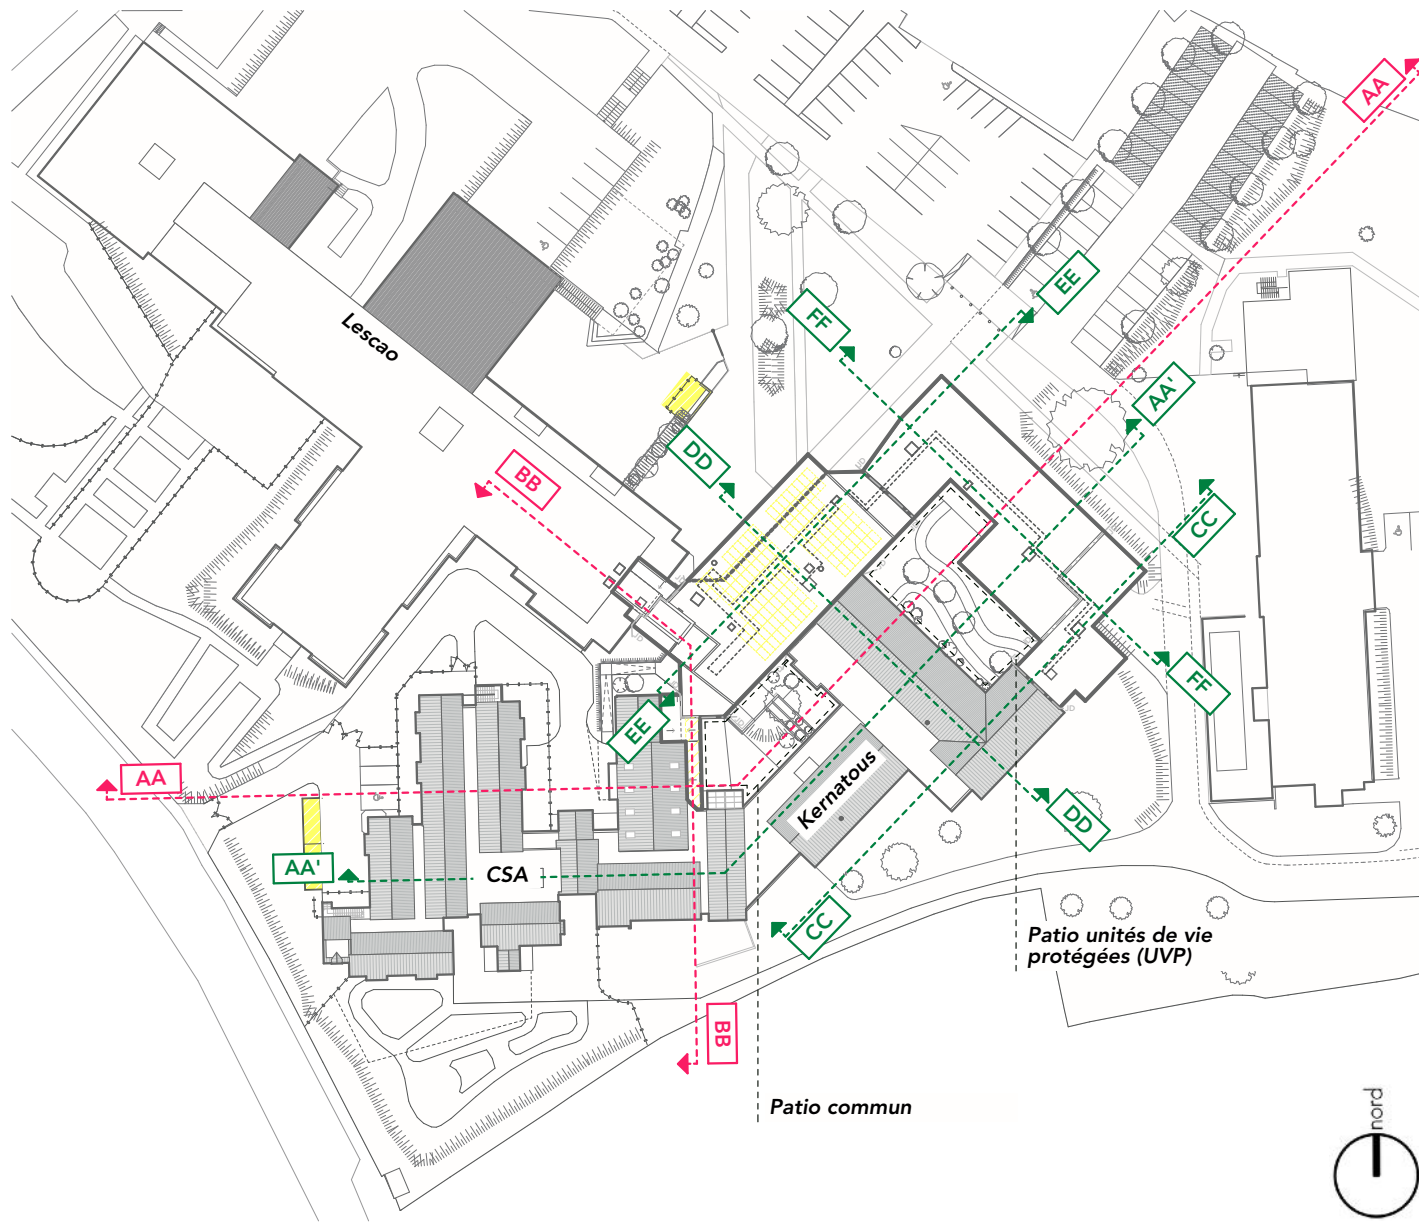 AA
EE
FF
Lescao
AA'
DD
BB
CC
FF
EE
AA
Kernatous
DD
AA'
CSA
CC
Patio unités de vie
protégées (UVP)
BB
Patio commun
nord